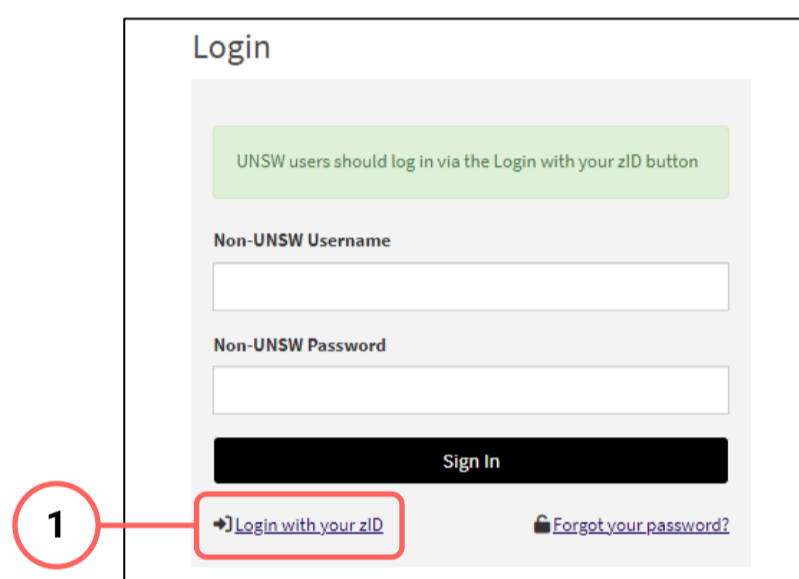 Login
UNSW users should log in via the Login with your zID button
Non-UNSW Username
Non-UNSW Password
Sign In
1
Login with your zID
Forgot your password?